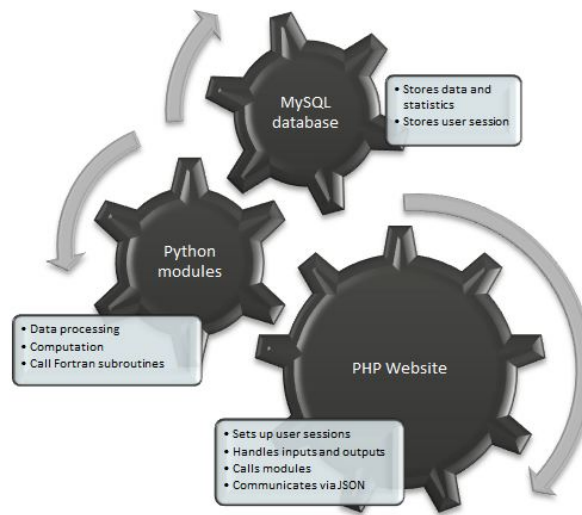 MySQL
database
• Stores data and
statistics
• Stores user session
Python
modules
• Data processing
• Computation
• Call Fortran subroutines
PHP Website
• Sets up user sessions
• Handles inputs and outputs
• Calls modules
• Communicates via JSON